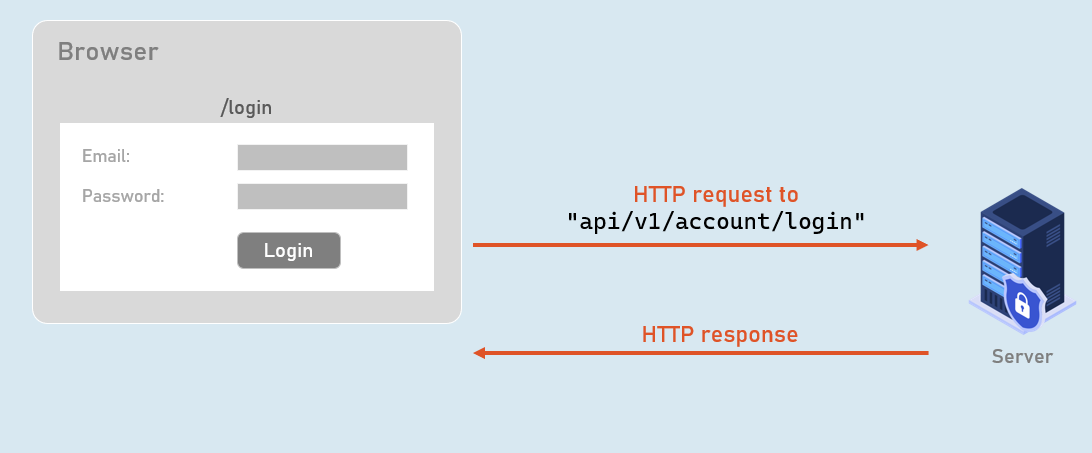 Browser
/login
Email:
Password:
Login
HTTP request to
"api/v1/account/login"
HTTP response
Server